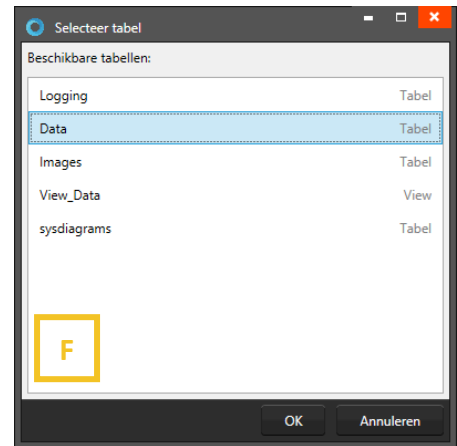 Selecteer tabel
Beschikbare tabellen:
Logging Tabel
Data Tabel
Images Tabel
View_Data View
sysdiagrams Tabel
F
OK Annuleren